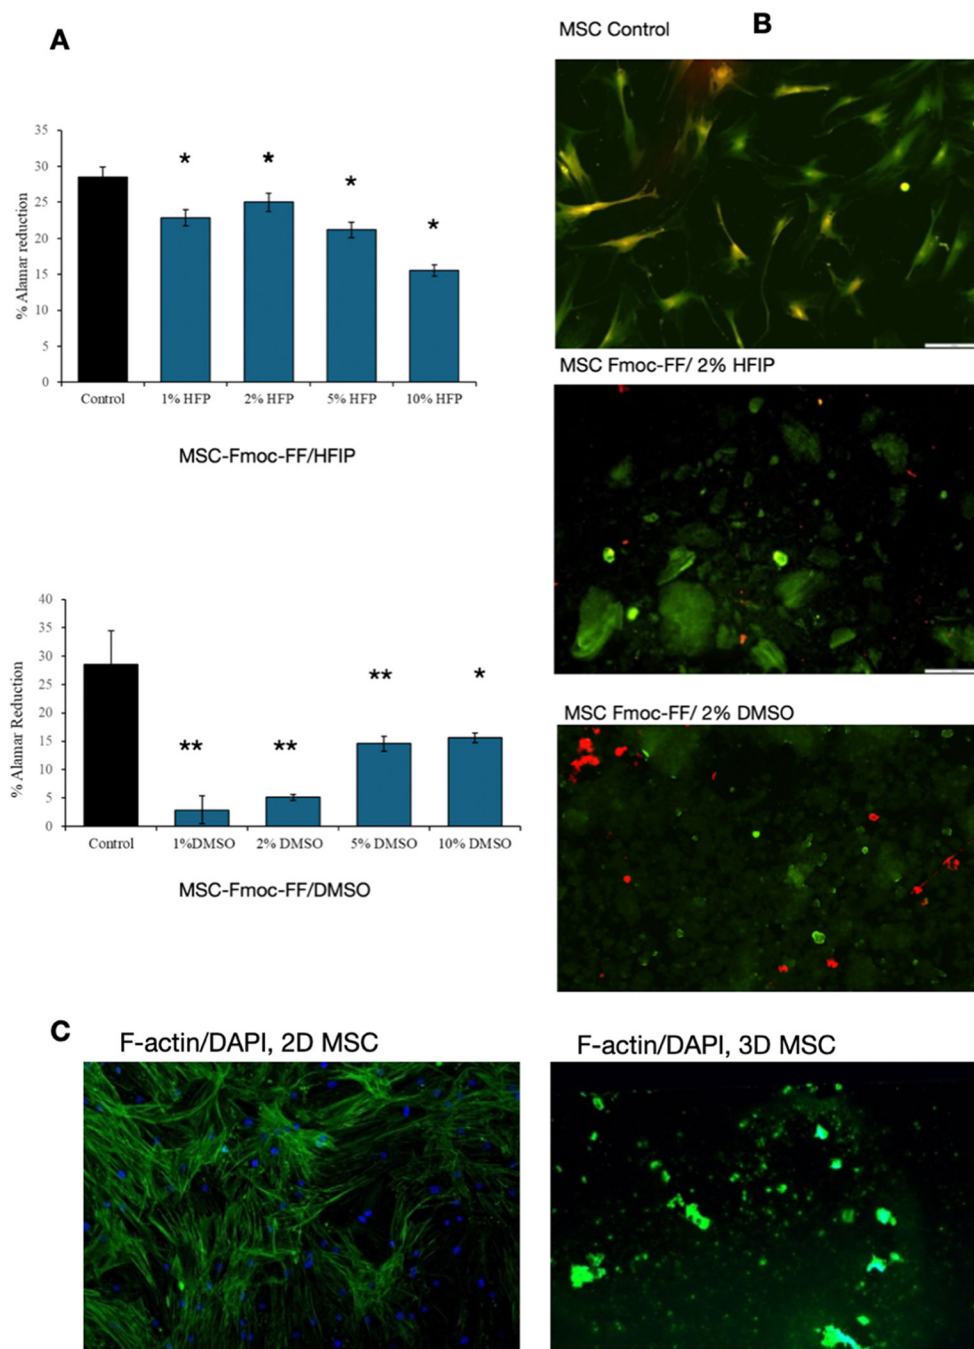 A
B
MSC Control
35
30
25
20
15
10
5
0
% Alamar reduction
*
*
*
*
Control
1% HFP
2% HFP
5% HFP
10% HFP
MSC-Fmoc-FF/HFIP
MSC Fmoc-FF/ 2% HFIP
40
35
30
25
20
15
10
5
0
% Alamar Reduction
**
**
**
*
Control
1%DMSO
2% DMSO
5% DMSO
10% DMSO
MSC-Fmoc-FF/DMSO
MSC Fmoc-FF/ 2% DMSO
C
F-actin/DAPI, 2D MSC
F-actin/DAPI, 3D MSC